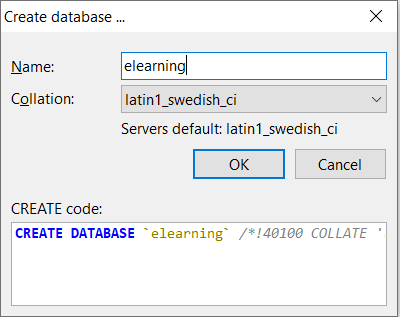 Create database ...
Name: elearning
Collation: latin1_swedish_ci
Servers default: latin1_swedish_ci
OK Cancel
CREATE code:
CREATE DATABASE `elearning` /*!40100 COLLATE '